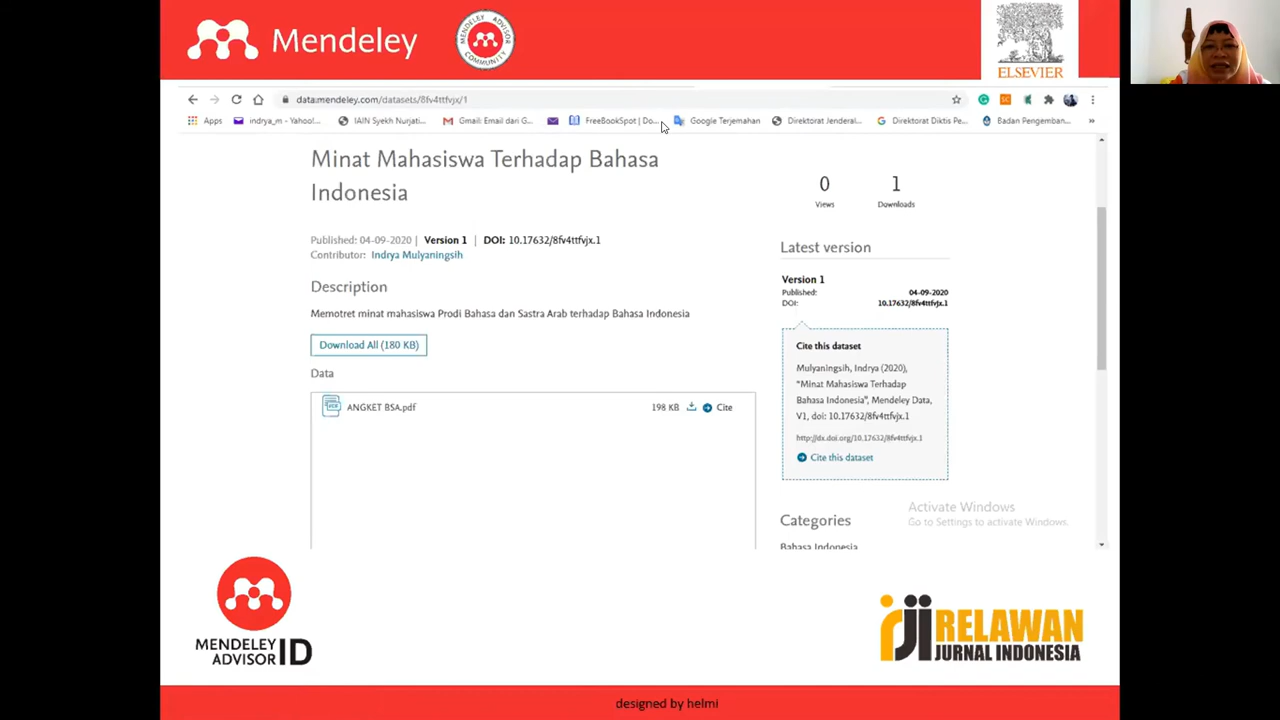 Mendeley
MENDELEY ADVISOR COMMUNITY
ELSEVIER
data.mendeley.com/datasets/8fv4ttfvjx/1
Apps
indrya_m - Yahoo!...
IAIN Syekh Nurjati...
Gmail: Email dari G...
FreeBookSpot | Do...
Google Terjemahan
Direktorat Jenderal...
Direktorat Diktis Pe...
Badan Pengemban...
»
Minat Mahasiswa Terhadap Bahasa
Indonesia
Published: 04-09-2020 | Version 1 | DOI: 10.17632/8fv4ttfvjx.1
Contributor: Indrya Mulyaningsih
Description
Memotret minat mahasiswa Prodi Bahasa dan Sastra Arab terhadap Bahasa Indonesia
Download All (180 KB)
Data
ANGKET BSA.pdf 198 KB Cite
0 1
Views Downloads
Latest version
Version 1
Published: 04-09-2020
DOI: 10.17632/8fv4ttfvjx.1
Cite this dataset
Mulyaningsih, Indrya (2020),
“Minat Mahasiswa Terhadap
Bahasa Indonesia”, Mendeley Data,
V1, doi: 10.17632/8fv4ttfvjx.1
http://dx.doi.org/10.17632/8fv4ttfvjx.1
Cite this dataset
Activate Windows
Go to Settings to activate Windows.
Categories
Bahasa Indonesia
MENDELEY
ADVISOR ID
rji RELAWAN
JURNAL INDONESIA
designed by helmi